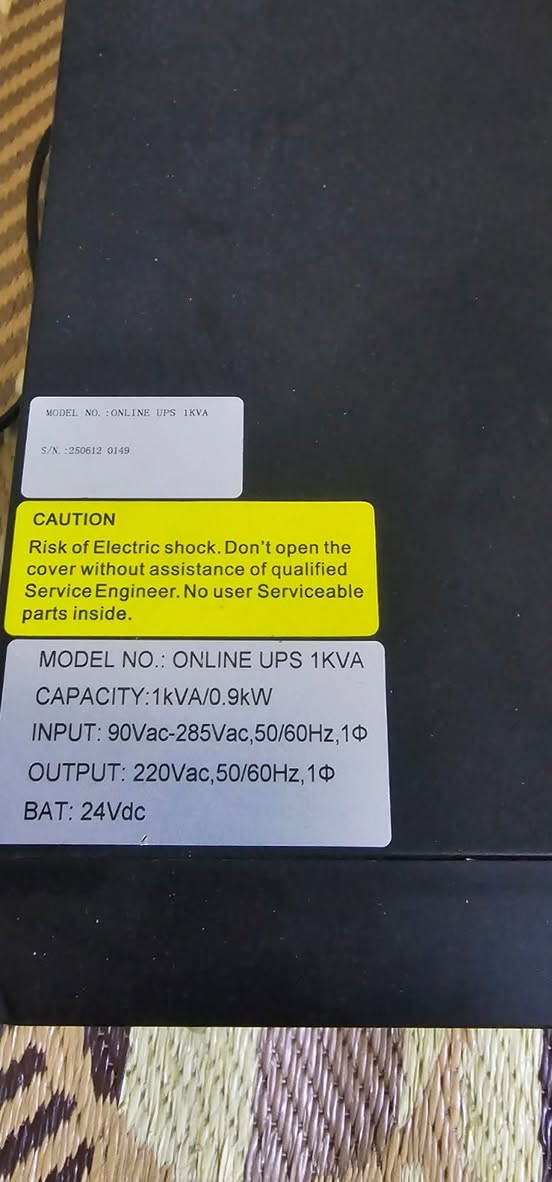 MODEL NO.:ONLINE UPS 1KVA
S/N.:250612 0149
CAUTION
Risk of Electric shock. Don't open the
cover without assistance of qualified
Service Engineer. No user Serviceable
parts inside.
MODEL NO.: ONLINE UPS 1KVA
CAPACITY:1kVA/0.9kW
INPUT: 90Vac-285Vac,50/60Hz,1Φ
OUTPUT: 220Vac,50/60Hz,1Φ
BAT: 24Vdc